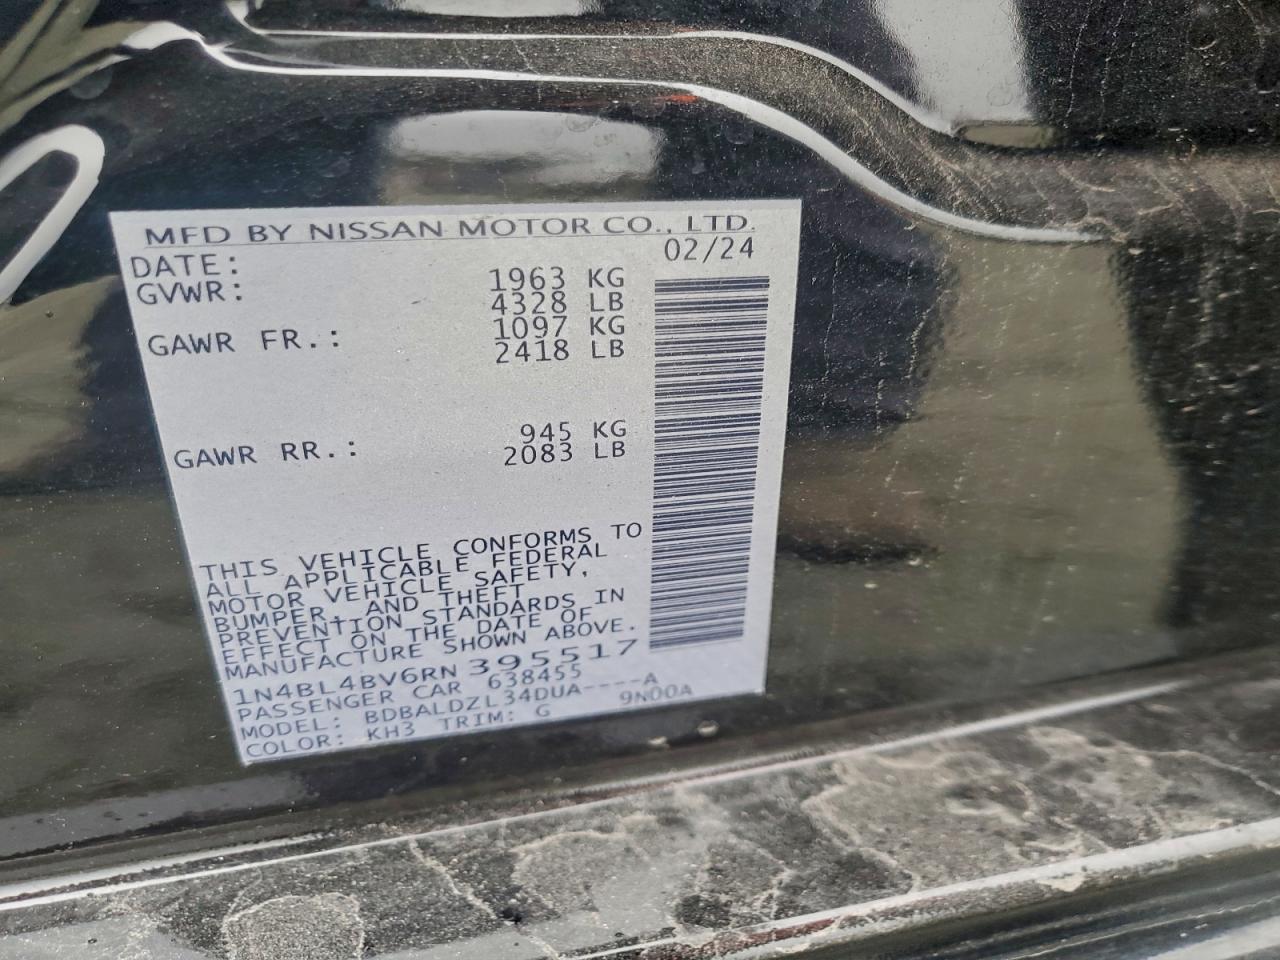 MFD BY NISSAN MOTOR CO., LTD.
DATE: 02/24
GVWR: 1963 KG
4328 LB
GAWR FR.: 1097 KG
2418 LB
GAWR RR.: 945 KG
2083 LB
THIS VEHICLE CONFORMS TO
ALL APPLICABLE FEDERAL
MOTOR VEHICLE SAFETY,
BUMPER, AND THEFT
PREVENTION STANDARDS IN
EFFECT ON THE DATE OF
MANUFACTURE SHOWN ABOVE.
1N4BL4BV6RN395517
PASSENGER CAR 638455
MODEL: BDBALDZL34DUA----A
COLOR: KH3 TRIM: G 9N00A